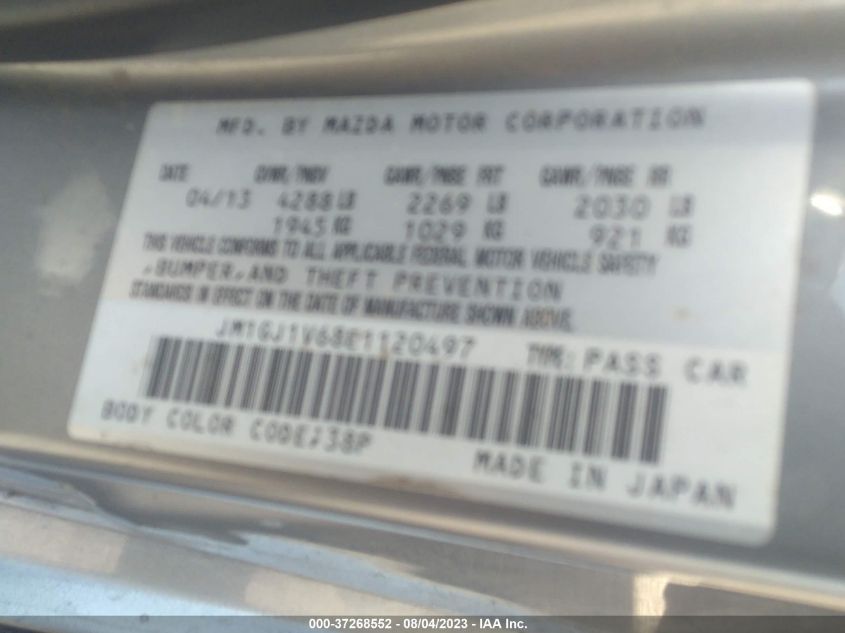 MFD. BY MAZDA MOTOR CORPORATION
DATE GVWR/PNBV GAWR/PNBE FRT GAWR/PNBE RR
04/13 4288 LB 2269 LB 2030 LB
1945 KG 1029 KG 921 KG
THIS VEHICLE CONFORMS TO ALL APPLICABLE FEDERAL MOTOR VEHICLE SAFETY
,BUMPER,AND THEFT PREVENTION
STANDARDS IN EFFECT ON THE DATE OF MANUFACTURE SHOWN ABOVE.
JM1GJ1V68E1120497 TYPE: PASS CAR
BODY COLOR CODE:38P
MADE IN JAPAN
000-37268552 - 08/04/2023 - IAA Inc.